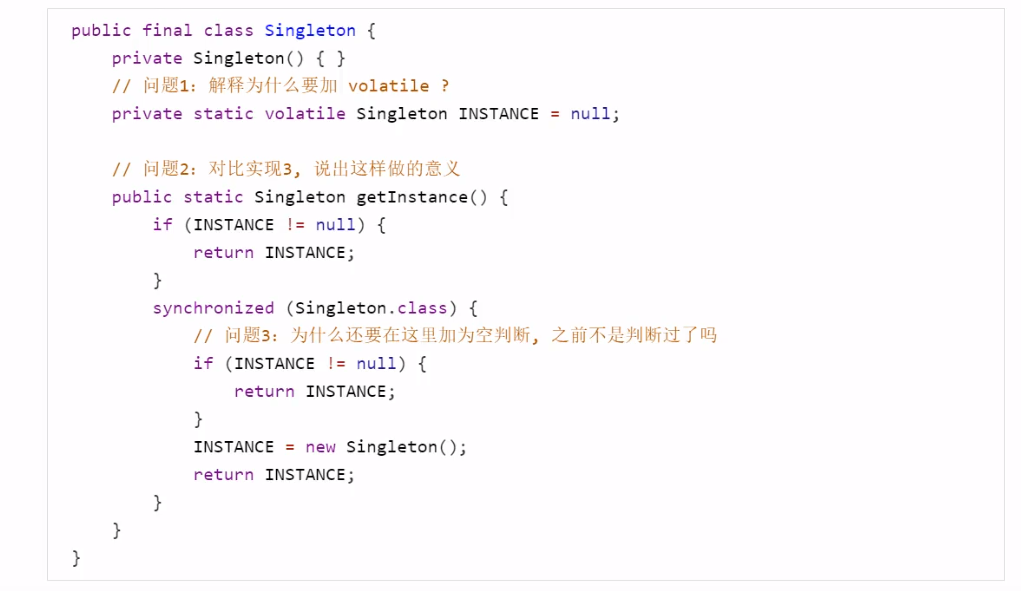 public final class Singleton {
    private Singleton() { }
    // 问题1：解释为什么要加 volatile ?
    private static volatile Singleton INSTANCE = null;
    // 问题2：对比实现3, 说出这样做的意义
    public static Singleton getInstance() {
        if (INSTANCE != null) {
            return INSTANCE;
        }
        synchronized (Singleton.class) {
            // 问题3：为什么还要在这里加为空判断, 之前不是判断过了吗
            if (INSTANCE != null) {
                return INSTANCE;
            }
            INSTANCE = new Singleton();
            return INSTANCE;
        }
    }
}